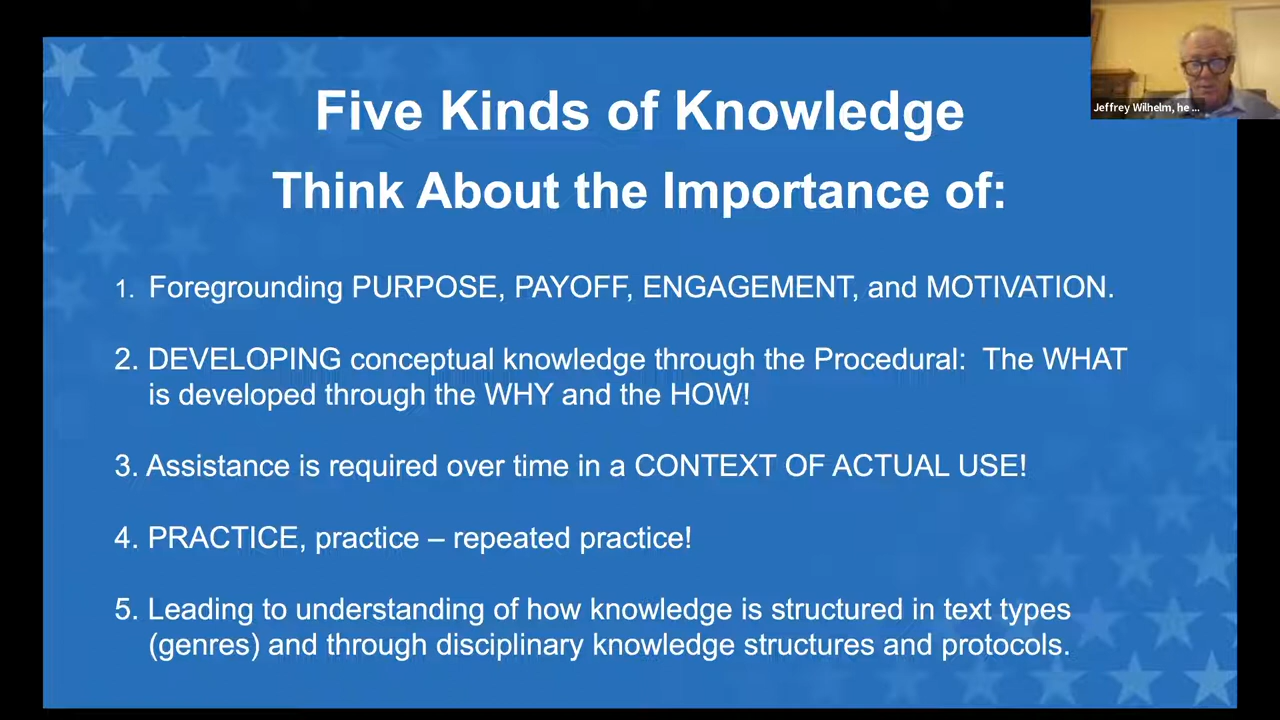 Five Kinds of Knowledge
Think About the Importance of:
Jeffrey Wilhelm, he ...
1. Foregrounding PURPOSE, PAYOFF, ENGAGEMENT, and MOTIVATION.
2. DEVELOPING conceptual knowledge through the Procedural: The WHAT
is developed through the WHY and the HOW!
3. Assistance is required over time in a CONTEXT OF ACTUAL USE!
4. PRACTICE, practice – repeated practice!
5. Leading to understanding of how knowledge is structured in text types
(genres) and through disciplinary knowledge structures and protocols.